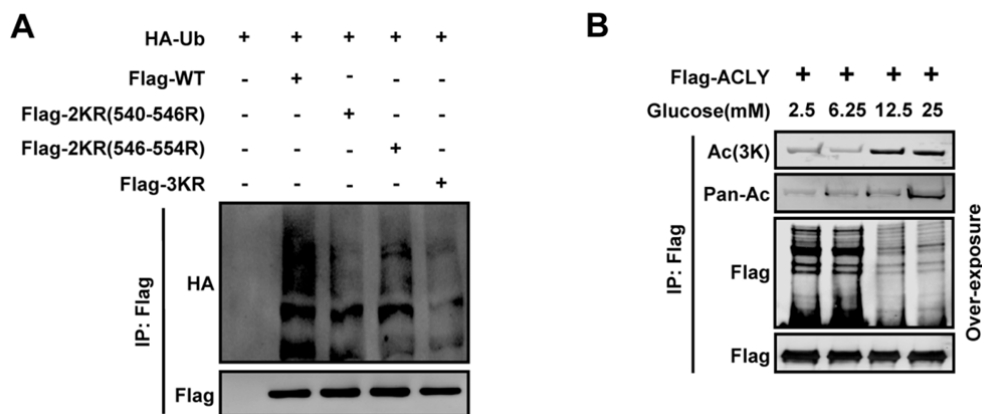 A
HA-Ub + + + + +
Flag-WT - + - - -
Flag-2KR(540-546R) - - + - -
Flag-2KR(546-554R) - - - + -
Flag-3KR - - - - +
IP: Flag
HA
Flag
B
Flag-ACLY + + + +
Glucose(mM) 2.5 6.25 12.5 25
IP: Flag
Ac(3K)
Pan-Ac
Flag
Over-exposure
Flag